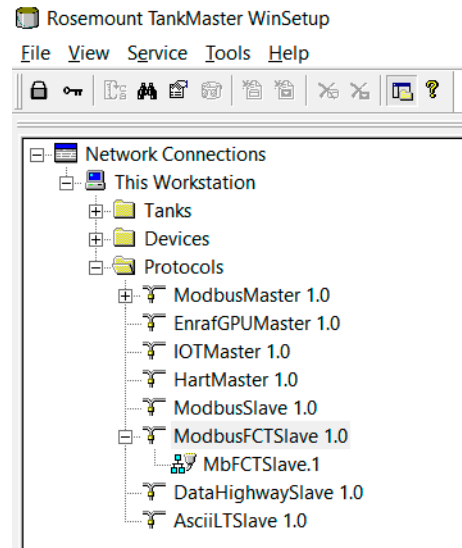 Rosemount TankMaster WinSetup
File View Service Tools Help
Network Connections
This Workstation
Tanks
Devices
Protocols
ModbusMaster 1.0
EnrafGPUMaster 1.0
IOTMaster 1.0
HartMaster 1.0
ModbusSlave 1.0
ModbusFCTSlave 1.0
MbFCTSlave.1
DataHighwaySlave 1.0
AsciiLTSlave 1.0